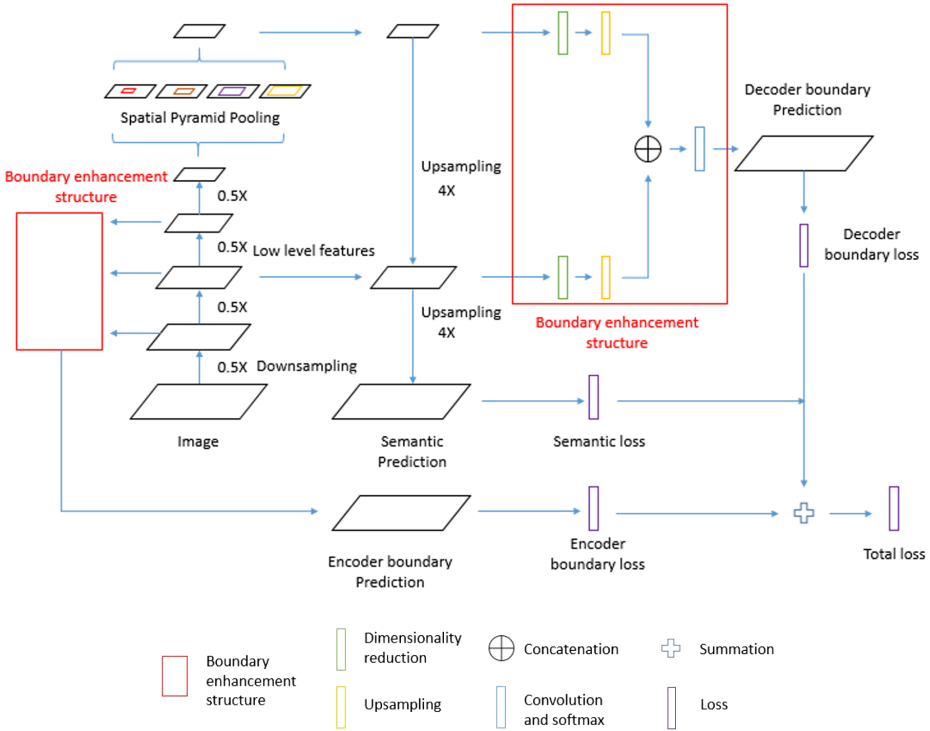 Spatial Pyramid Pooling
Boundary enhancement
structure
0.5X
0.5X
Low level features
0.5X
0.5X
Downsampling
Image
Upsampling
4X
Upsampling
4X
Semantic
Prediction
Boundary enhancement
structure
Decoder boundary
Prediction
Decoder
boundary loss
Semantic loss
Encoder boundary
Prediction
Encoder
boundary loss
Total loss
Boundary
enhancement
structure
Dimensionality
reduction
Upsampling
Concatenation
Convolution
and softmax
Summation
Loss